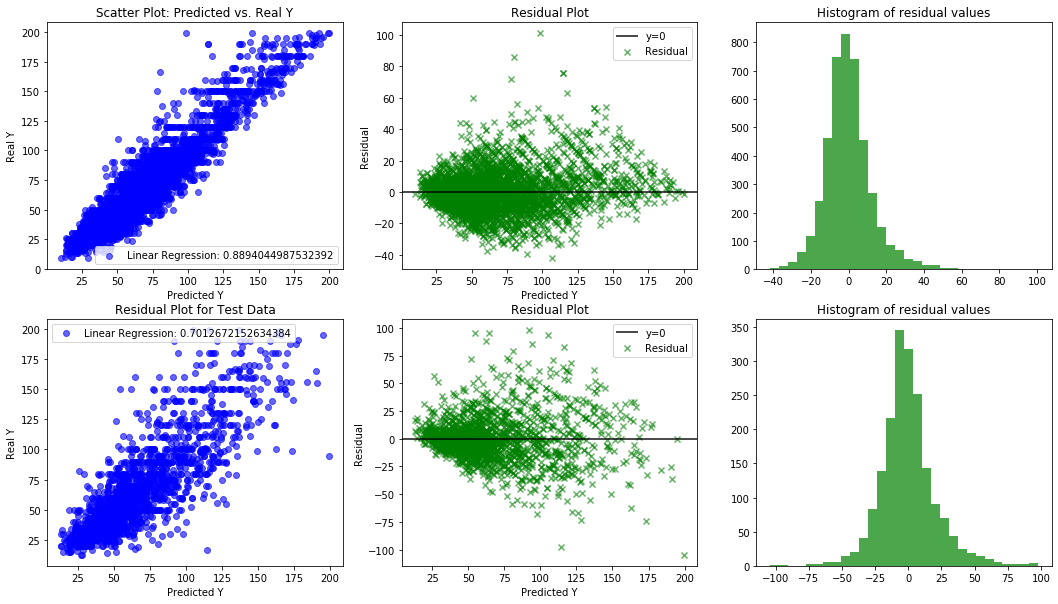 Scatter Plot: Predicted vs. Real Y
Real Y
200
175
150
125
100
75
50
25
0
Linear Regression: 0.8894044987532392
25 50 75 100 125 150 175 200
Predicted Y
Residual Plot
Residual
100
80
60
40
20
0
−20
−40
y=0
Residual
25 50 75 100 125 150 175 200
Predicted Y
Histogram of residual values
800
700
600
500
400
300
200
100
0
−40 −20 0 20 40 60 80 100
Residual Plot for Test Data
Real Y
200
175
150
125
100
75
50
25
Linear Regression: 0.7012672152634384
25 50 75 100 125 150 175 200
Predicted Y
Residual Plot
Residual
100
75
50
25
0
−25
−50
−75
−100
y=0
Residual
25 50 75 100 125 150 175 200
Predicted Y
Histogram of residual values
350
300
250
200
150
100
50
0
−100 −75 −50 −25 0 25 50 75 100